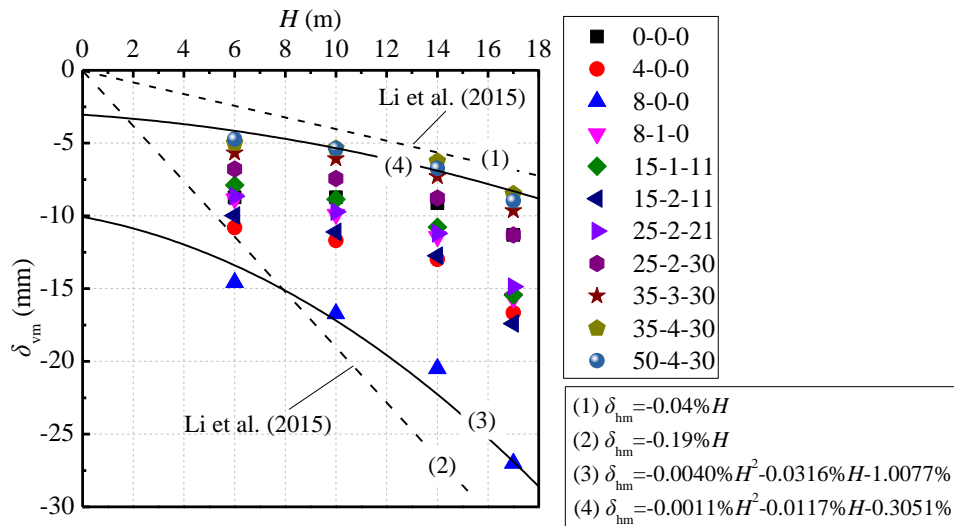 H (m)
0 2 4 6 8 10 12 14 16 18
0
-5
-10
-15
-20
-25
-30
δvm (mm)
Li et al. (2015)
(1)
(4)
Li et al. (2015)
(3)
(2)
0-0-0
4-0-0
8-0-0
8-1-0
15-1-11
15-2-11
25-2-21
25-2-30
35-3-30
35-4-30
50-4-30
(1) δhm=-0.04%H
(2) δhm=-0.19%H
(3) δhm=-0.0040%H²-0.0316%H-1.0077%
(4) δhm=-0.0011%H²-0.0117%H-0.3051%